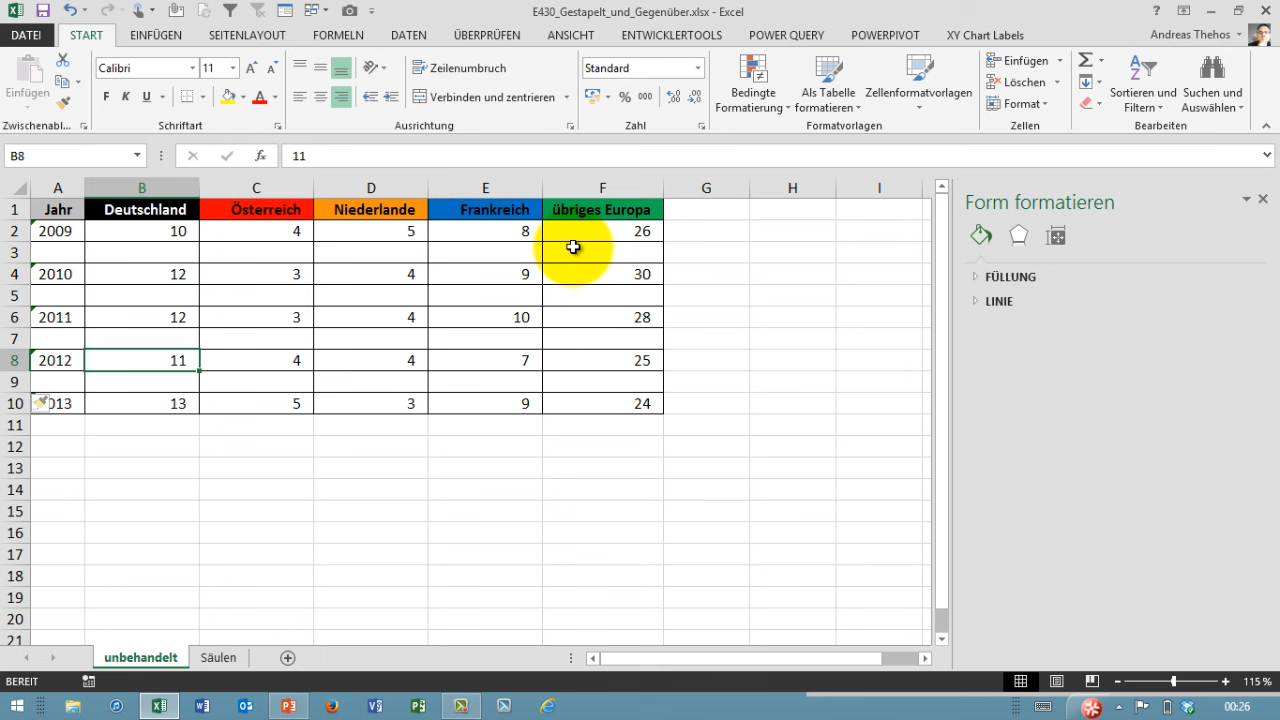 E430_Gestapelt_und_Gegenüber.xlsx - Excel
DATEI START EINFÜGEN SEITENLAYOUT FORMELN DATEN ÜBERPRÜFEN ANSICHT ENTWICKLERTOOLS POWER QUERY POWERPIVOT XY Chart Labels Andreas Thehos
Einfügen
Calibri 11
F K U
Zeilenumbruch
Verbinden und zentrieren
Standard
% 000
Bedingte Formatierung
Als Tabelle formatieren
Zellenformatvorlagen
Einfügen
Löschen
Format
Sortieren und Filtern
Suchen und Auswählen
Zwischenabl... Schriftart Ausrichtung Zahl Formatvorlagen Zellen Bearbeiten
B8 fx 11
A B C D E F G H I
1 Jahr Deutschland Österreich Niederlande Frankreich übriges Europa
2 2009 10 4 5 8 26
3
4 2010 12 3 4 9 30
5
6 2011 12 3 4 10 28
7
8 2012 11 4 4 7 25
9
10 013 13 5 3 9 24
11
12
13
14
15
16
17
18
19
20
21
Form formatieren
FÜLLUNG
LINIE
unbehandelt Säulen
BEREIT 115 %
00:26